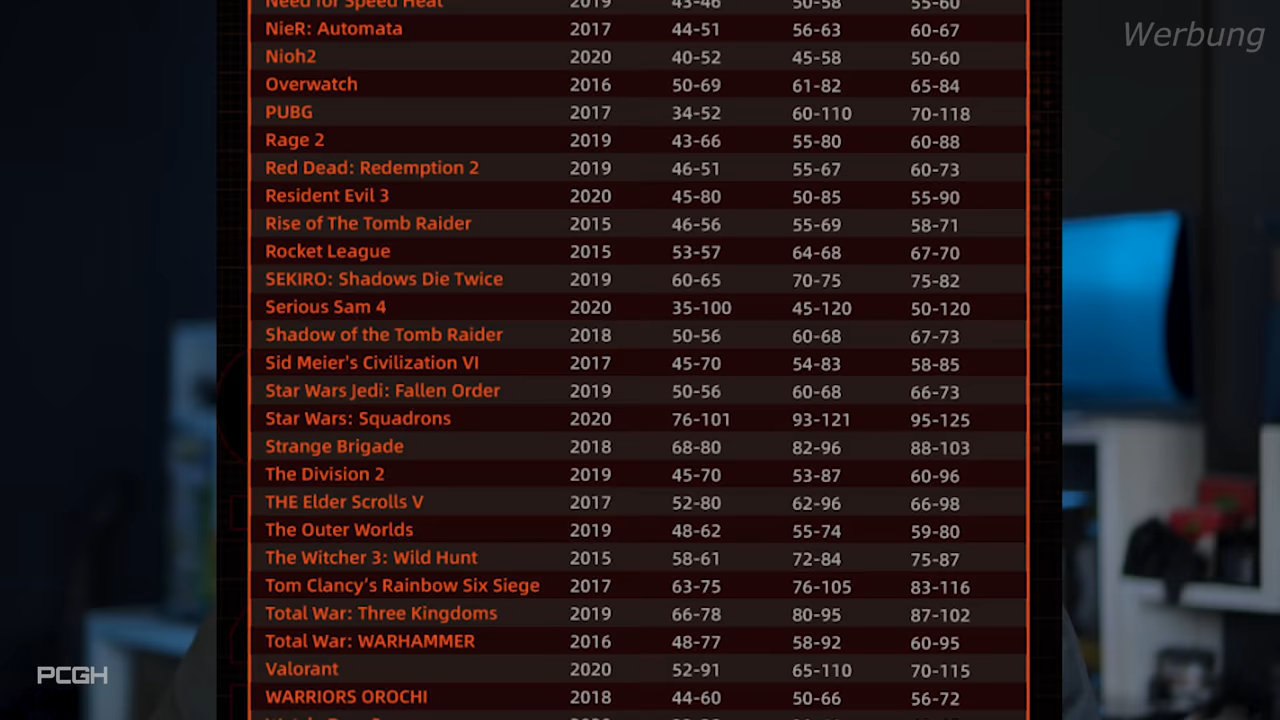 Need for Speed Heat 2019 43-46 50-58 55-60
Werbung
NieR: Automata 2017 44-51 56-63 60-67
Nioh2 2020 40-52 45-58 50-60
Overwatch 2016 50-69 61-82 65-84
PUBG 2017 34-52 60-110 70-118
Rage 2 2019 43-66 55-80 60-88
Red Dead: Redemption 2 2019 46-51 55-67 60-73
Resident Evil 3 2020 45-80 50-85 55-90
Rise of The Tomb Raider 2015 46-56 55-69 58-71
Rocket League 2015 53-57 64-68 67-70
SEKIRO: Shadows Die Twice 2019 60-65 70-75 75-82
Serious Sam 4 2020 35-100 45-120 50-120
Shadow of the Tomb Raider 2018 50-56 60-68 67-73
Sid Meier's Civilization VI 2017 45-70 54-83 58-85
Star Wars Jedi: Fallen Order 2019 50-56 60-68 66-73
Star Wars: Squadrons 2020 76-101 93-121 95-125
Strange Brigade 2018 68-80 82-96 88-103
The Division 2 2019 45-70 53-87 60-96
THE Elder Scrolls V 2017 52-80 62-96 66-98
The Outer Worlds 2019 48-62 55-74 59-80
The Witcher 3: Wild Hunt 2015 58-61 72-84 75-87
Tom Clancy’s Rainbow Six Siege 2017 63-75 76-105 83-116
Total War: Three Kingdoms 2019 66-78 80-95 87-102
Total War: WARHAMMER 2016 48-77 58-92 60-95
Valorant 2020 52-91 65-110 70-115
PCGH
WARRIORS OROCHI 2018 44-60 50-66 56-72